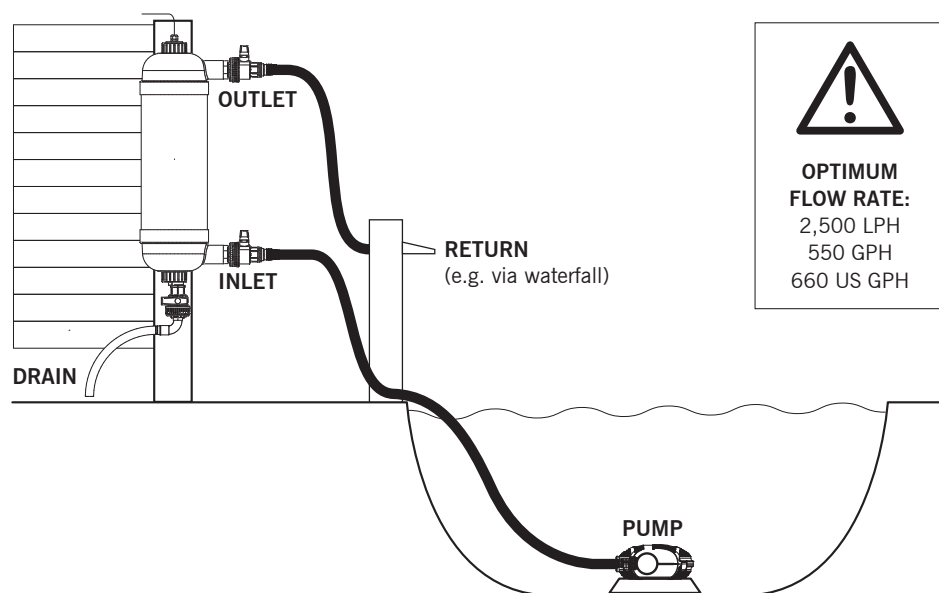 OUTLET
INLET
DRAIN
RETURN
(e.g. via waterfall)
PUMP
OPTIMUM
FLOW RATE:
2,500 LPH
550 GPH
660 US GPH